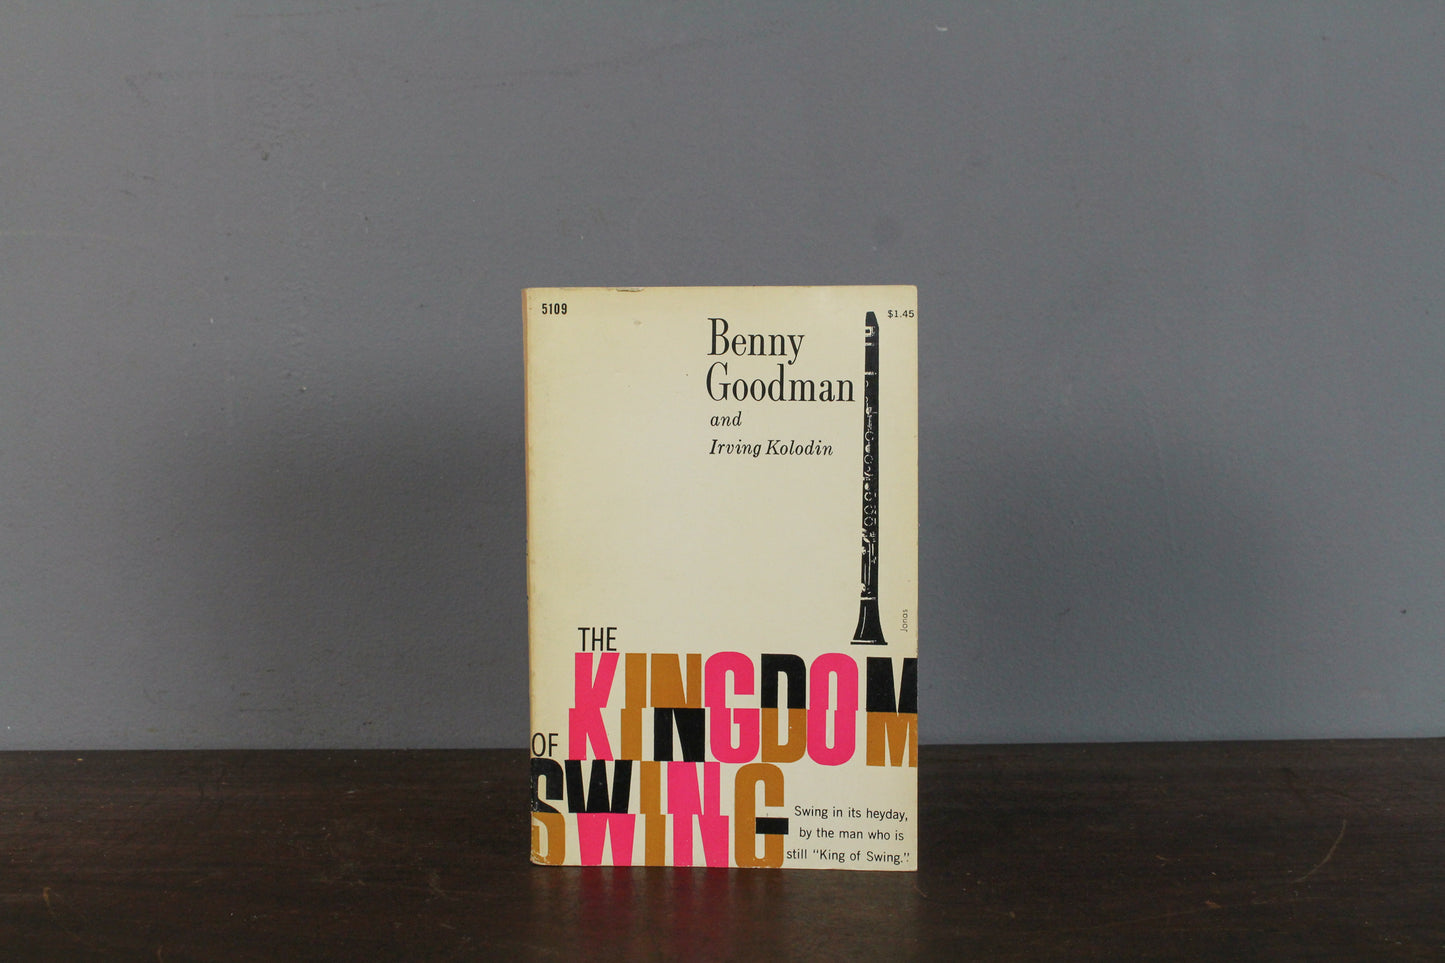 5109
$1.45
Benny
Goodman
and
Irving Kolodin
Jonas
THE
KINGDOM
OF
SWING
Swing in its heyday,
by the man who is
still "King of Swing."